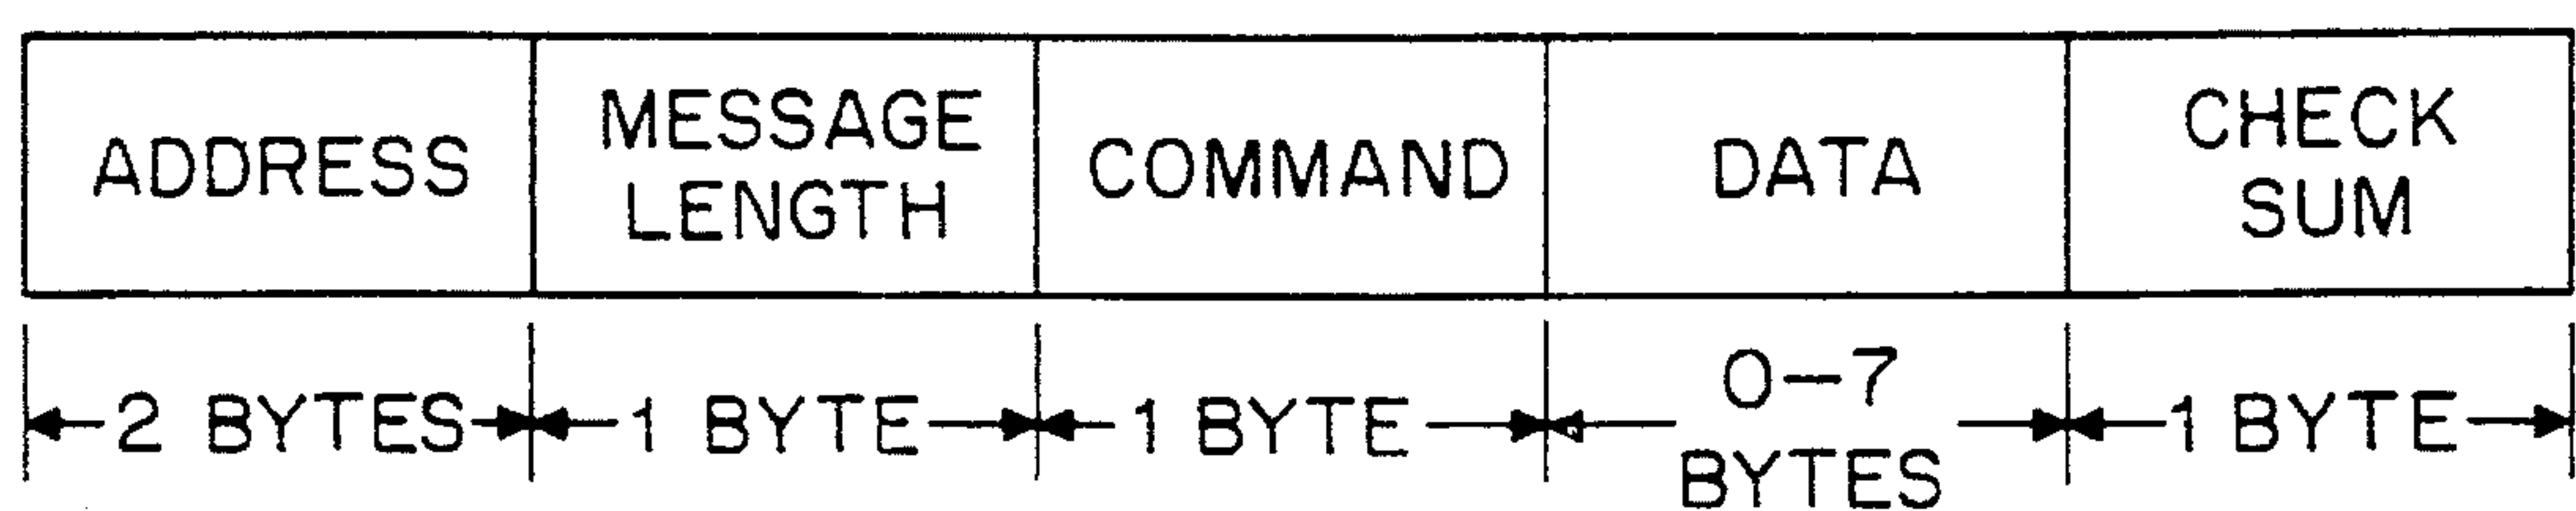 ADDRESS
MESSAGE
LENGTH
COMMAND
DATA
CHECK
SUM
2 BYTES
1 BYTE
1 BYTE
0-7
BYTES
1 BYTE